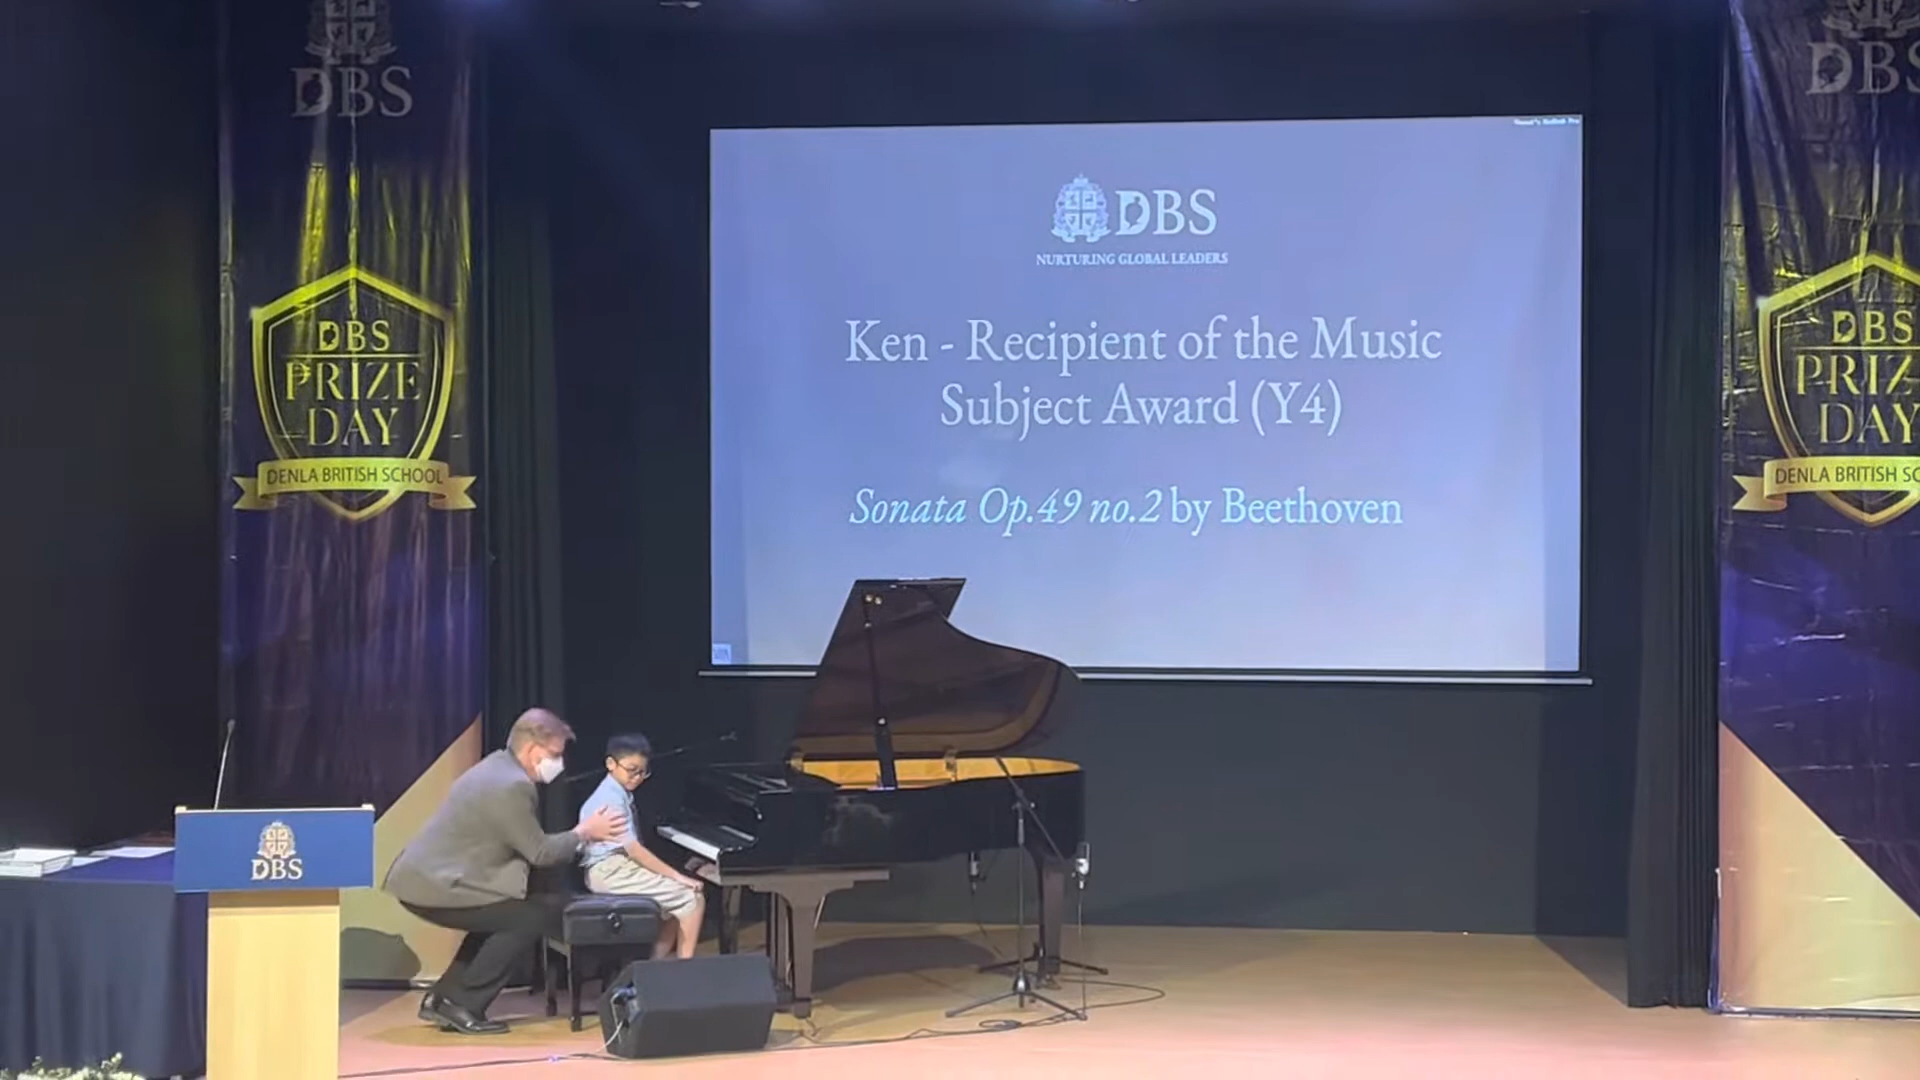 DBS
DBS
PRIZE
DAY
DENLA BRITISH SCHOOL
DBS
NURTURING GLOBAL LEADERS
Ken - Recipient of the Music
Subject Award (Y4)
Sonata Op.49 no.2 by Beethoven
DBS
DBS
DBS
PRIZ
DAY
DENLA BRITISH SC